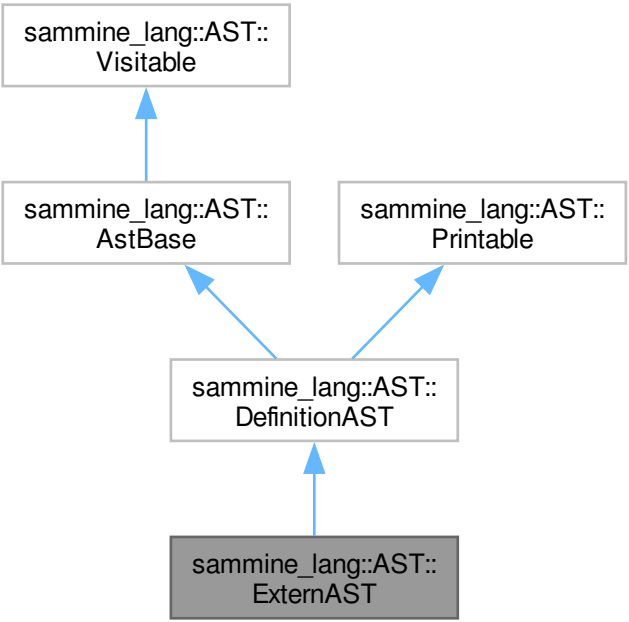 sammine_lang::AST::
Visitable
sammine_lang::AST::
AstBase
sammine_lang::AST::
Printable
sammine_lang::AST::
DefinitionAST
sammine_lang::AST::
ExternAST